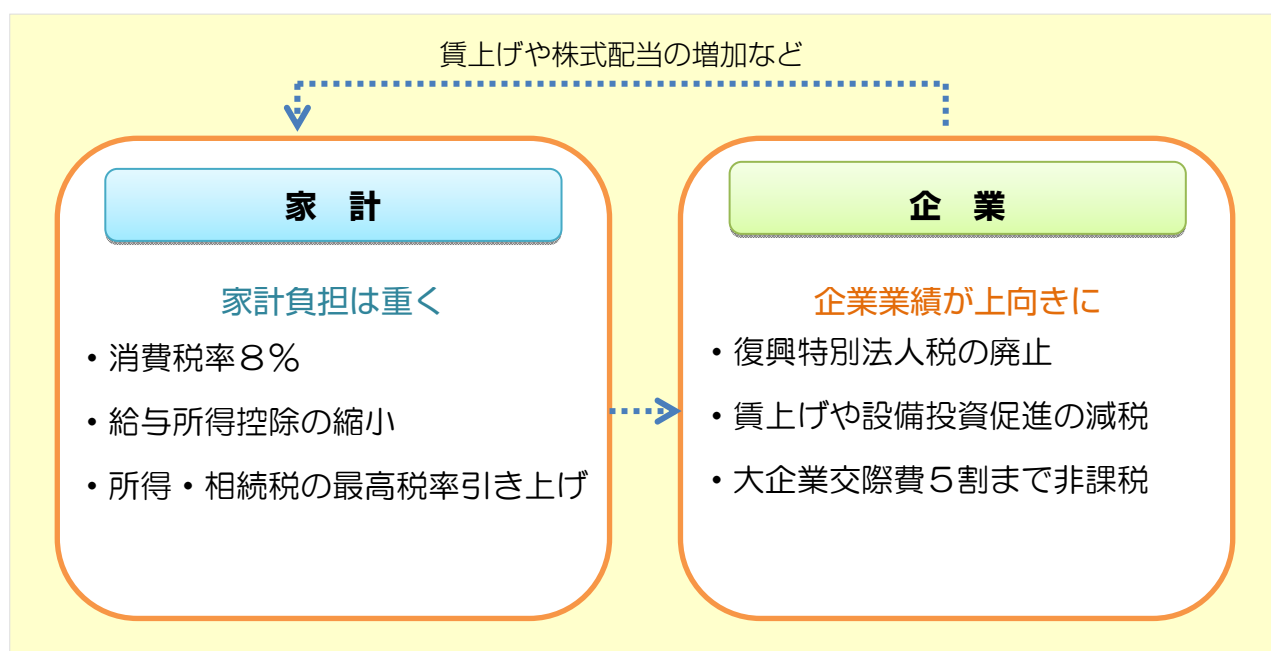 賃上げや株式配当の増加など
家　計
家計負担は重く
・消費税率８％
・給与所得控除の縮小
・所得・相続税の最高税率引き上げ
企　業
企業業績が上向きに
・復興特別法人税の廃止
・賃上げや設備投資促進の減税
・大企業交際費５割まで非課税